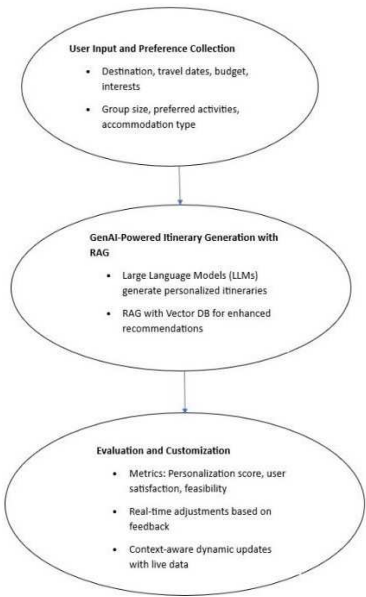 User Input and Preference Collection
• Destination, travel dates, budget,
interests
• Group size, preferred activities,
accommodation type
GenAI-Powered Itinerary Generation with
RAG
• Large Language Models (LLMs)
generate personalized itineraries
• RAG with Vector DB for enhanced
recommendations
Evaluation and Customization
• Metrics: Personalization score, user
satisfaction, feasibility
• Real-time adjustments based on
feedback
• Context-aware dynamic updates
with live data